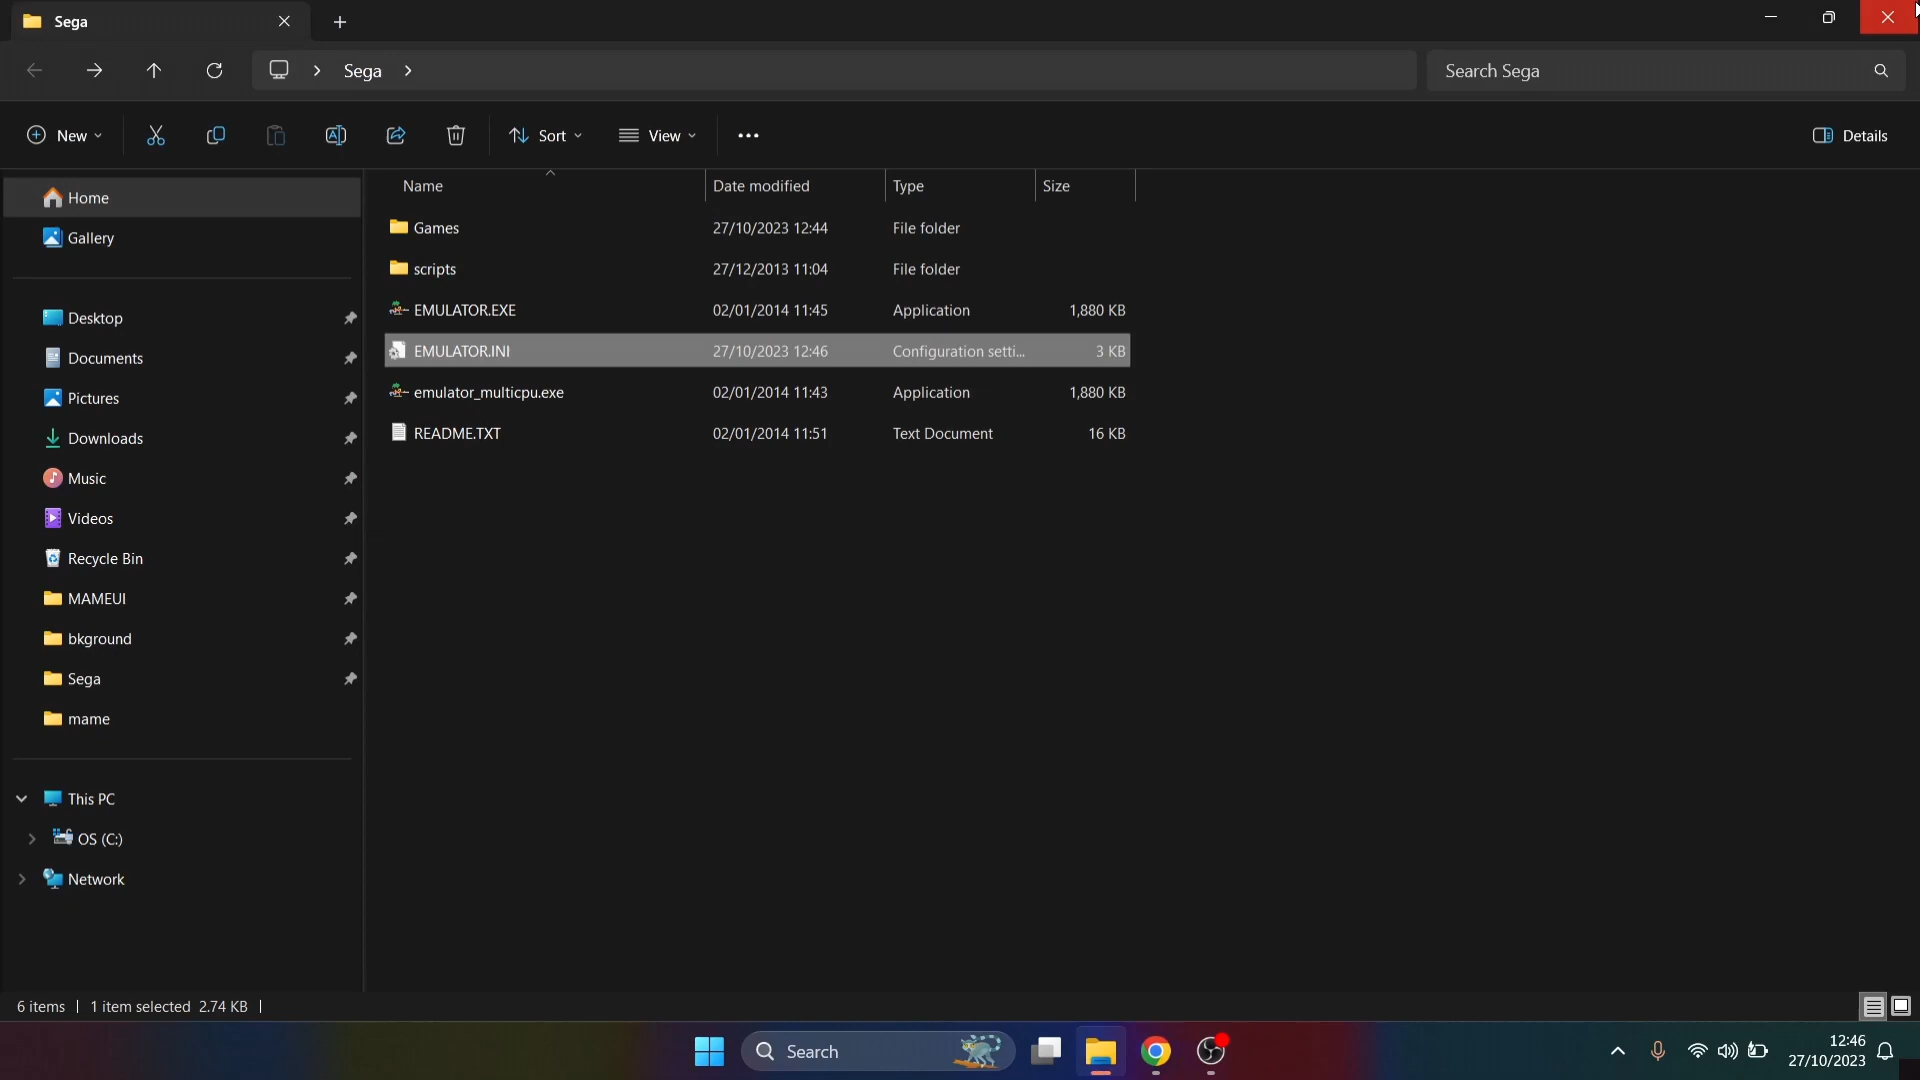 Sega
Sega
Search Sega
New
Sort
View
Details
Home
Gallery
Desktop
Documents
Pictures
Downloads
Music
Videos
Recycle Bin
MAMEUI
bkground
Sega
mame
This PC
OS (C:)
Network
Name Date modified Type Size
Games 27/10/2023 12:44 File folder
scripts 27/12/2013 11:04 File folder
EMULATOR.EXE 02/01/2014 11:45 Application 1,880 KB
EMULATOR.INI 27/10/2023 12:46 Configuration setti... 3 KB
emulator_multicpu.exe 02/01/2014 11:43 Application 1,880 KB
README.TXT 02/01/2014 11:51 Text Document 16 KB
6 items 1 item selected 2.74 KB
Search
12:46
27/10/2023